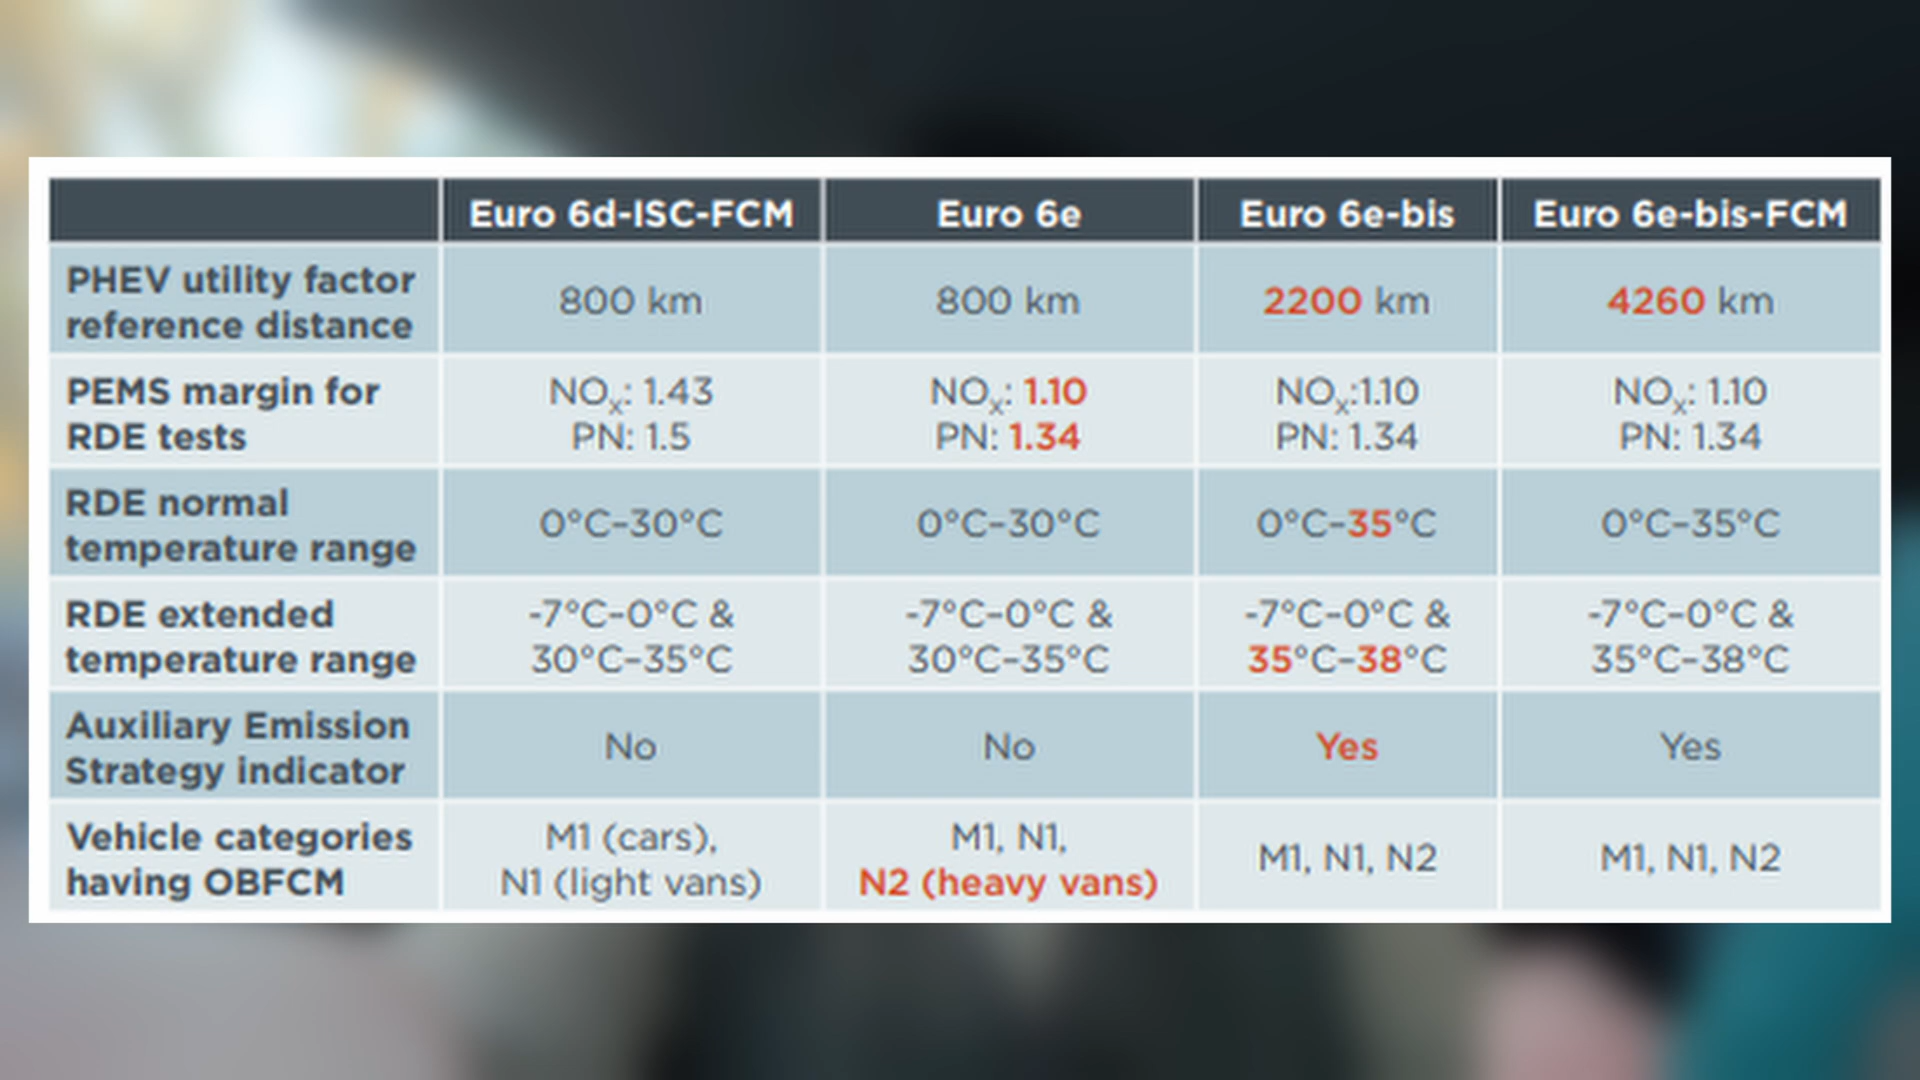 Euro 6d-ISC-FCM Euro 6e Euro 6e-bis Euro 6e-bis-FCM
PHEV utility factor
reference distance
800 km 800 km 2200 km 4260 km
PEMS margin for
RDE tests
NOx: 1.43
PN: 1.5
NOx: 1.10
PN: 1.34
NOx:1.10
PN: 1.34
NOx: 1.10
PN: 1.34
RDE normal
temperature range
0°C–30°C 0°C–30°C 0°C–35°C 0°C–35°C
RDE extended
temperature range
-7°C–0°C &
30°C–35°C
-7°C–0°C &
30°C–35°C
-7°C–0°C &
35°C–38°C
-7°C–0°C &
35°C–38°C
Auxiliary Emission
Strategy indicator
No No Yes Yes
Vehicle categories
having OBFCM
M1 (cars),
N1 (light vans)
M1, N1,
N2 (heavy vans)
M1, N1, N2 M1, N1, N2